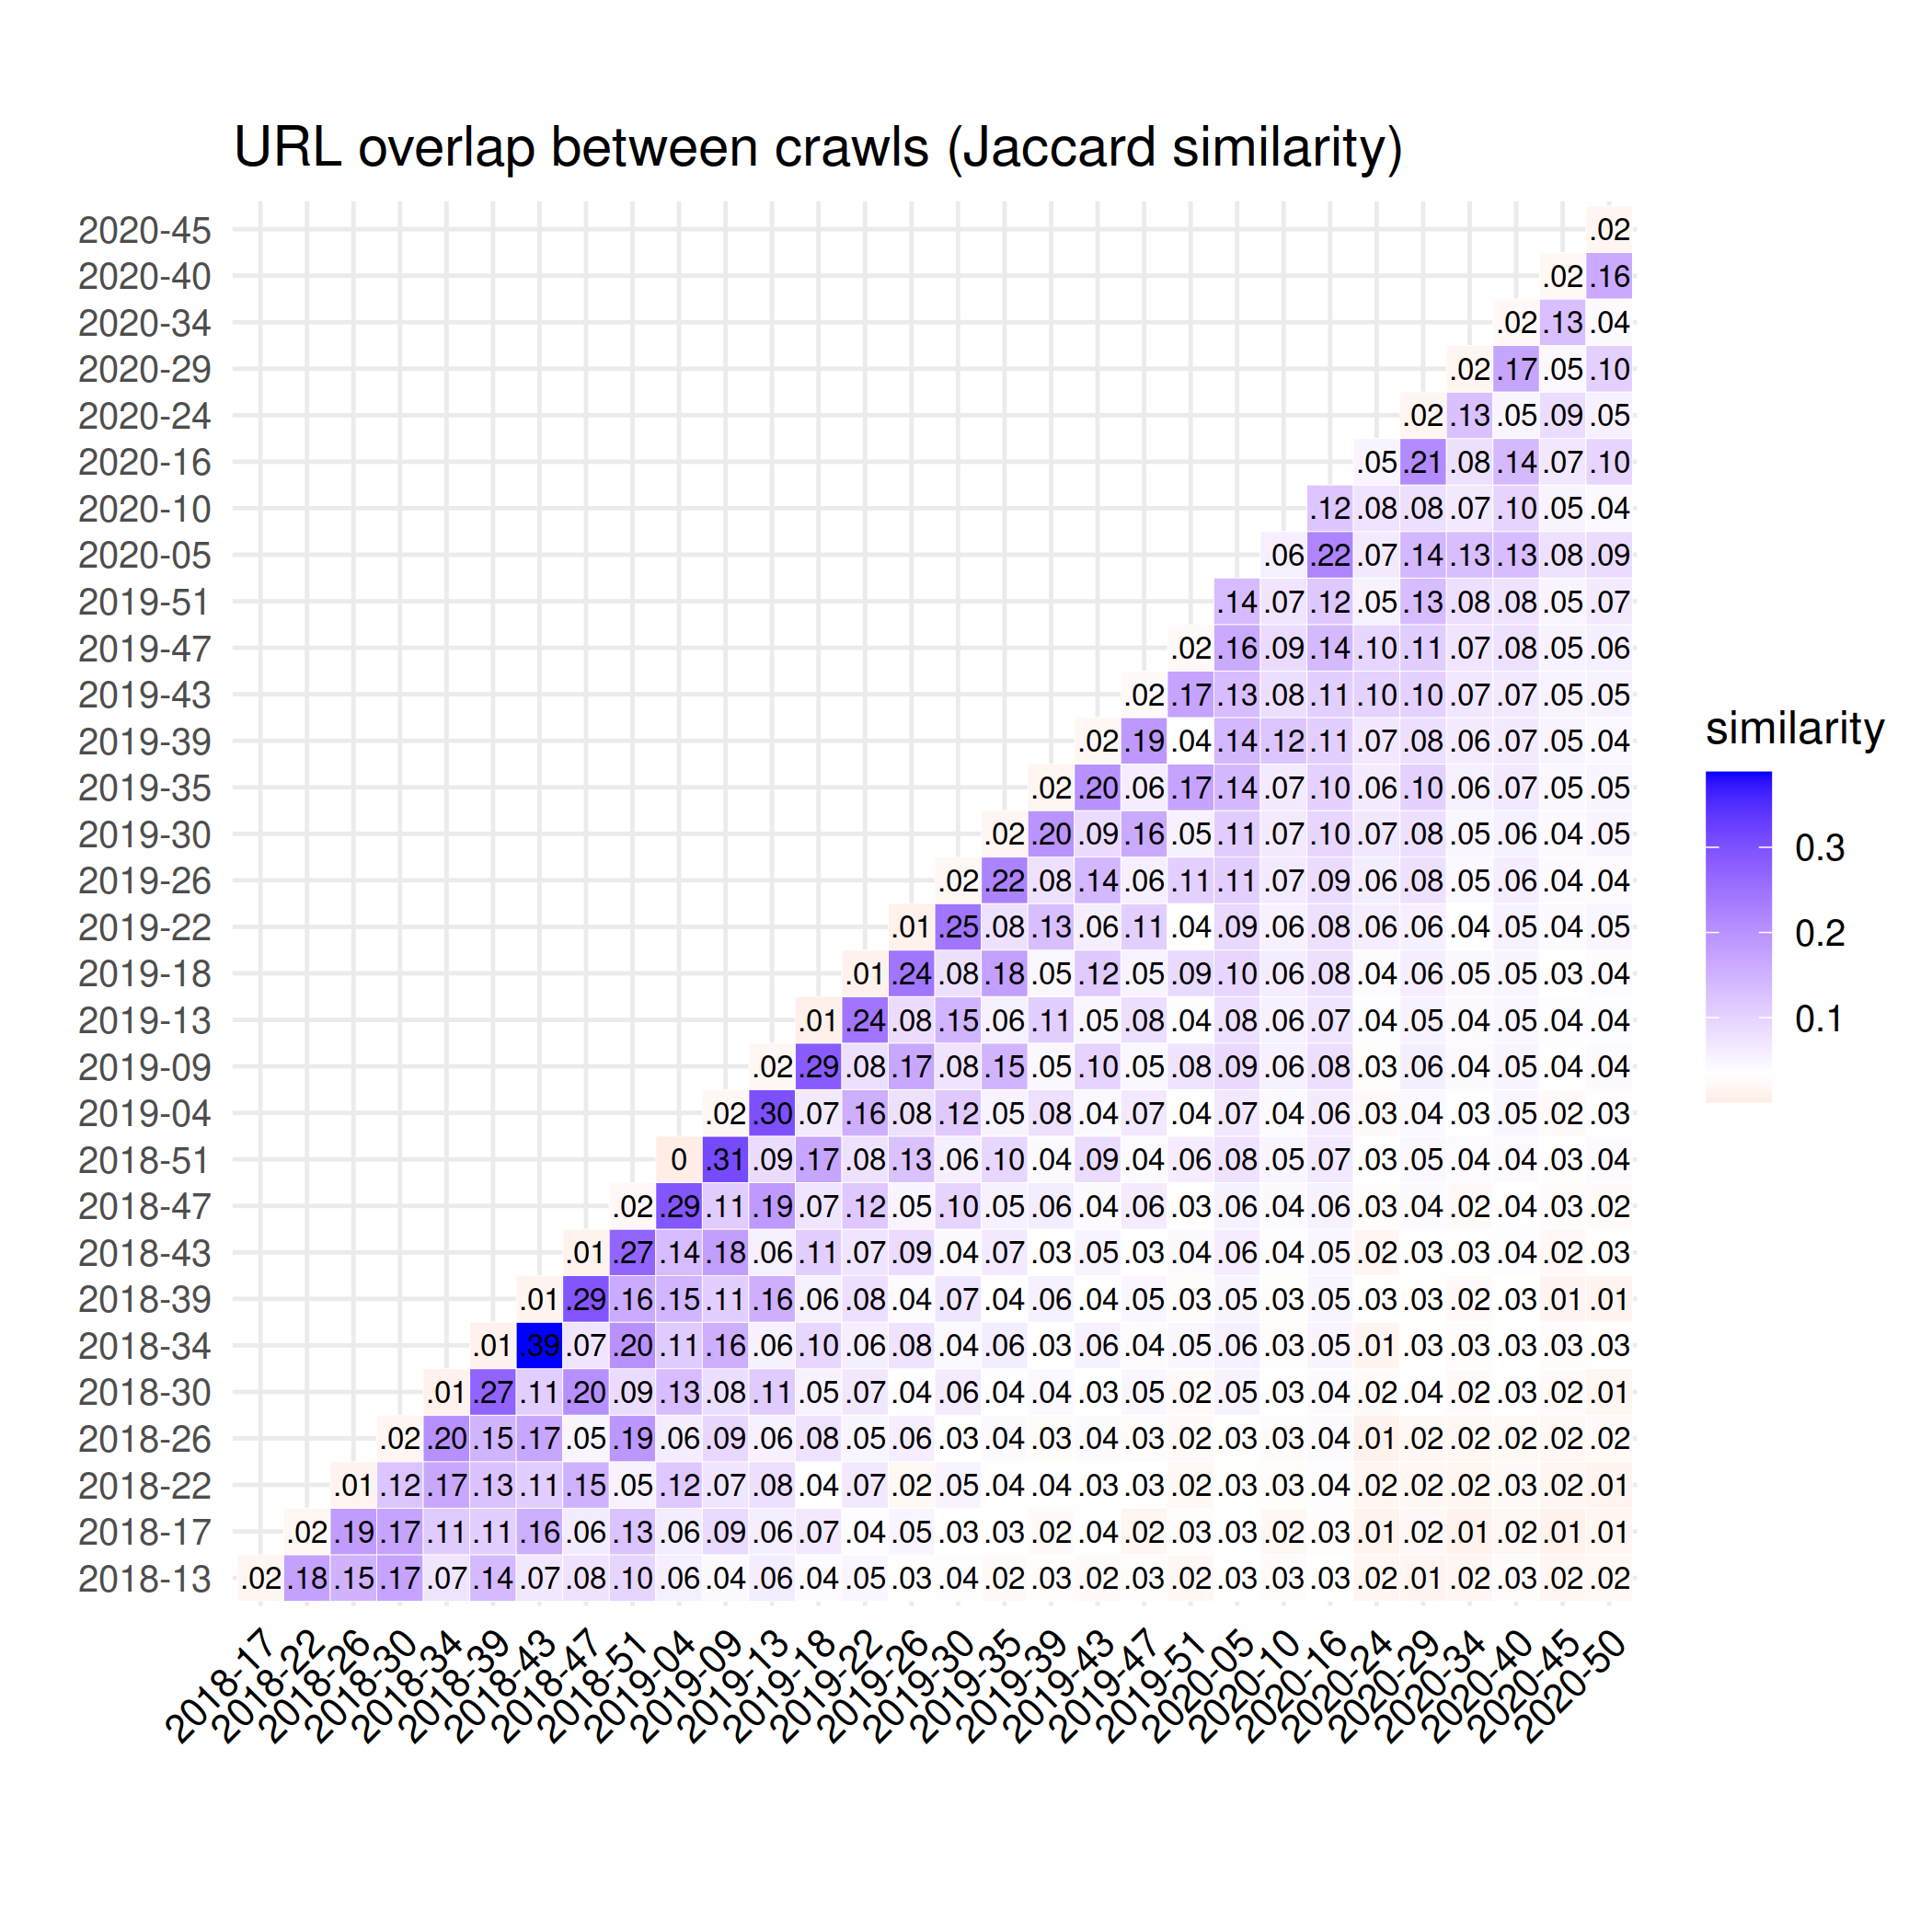 URL overlap between crawls (Jaccard similarity)
2020-45 .02
2020-40 .02 .16
2020-34 .02 .13 .04
2020-29 .02 .17 .05 .10
2020-24 .02 .13 .05 .09 .05
2020-16 .05 .21 .08 .14 .07 .10
2020-10 .12 .08 .08 .07 .10 .05 .04
2020-05 .06 .22 .07 .14 .13 .13 .08 .09
2019-51 .14 .07 .12 .05 .13 .08 .08 .05 .07
2019-47 .02 .16 .09 .14 .10 .11 .07 .08 .05 .06
2019-43 .02 .17 .13 .08 .11 .10 .10 .07 .07 .05 .05
2019-39 .02 .19 .04 .14 .12 .11 .07 .08 .06 .07 .05 .04
2019-35 .02 .20 .06 .17 .14 .07 .10 .06 .10 .06 .07 .05 .05
2019-30 .02 .20 .09 .16 .05 .11 .07 .10 .07 .08 .05 .06 .04 .05
2019-26 .02 .22 .08 .14 .06 .11 .11 .07 .09 .06 .08 .05 .06 .04 .04
2019-22 .01 .25 .08 .13 .06 .11 .04 .09 .06 .08 .06 .06 .04 .05 .04 .05
2019-18 .01 .24 .08 .18 .05 .12 .05 .09 .10 .06 .08 .04 .06 .05 .05 .03 .04
2019-13 .01 .24 .08 .15 .06 .11 .05 .08 .04 .08 .06 .07 .04 .05 .04 .05 .04 .04
2019-09 .02 .29 .08 .17 .08 .15 .05 .10 .05 .08 .09 .06 .08 .03 .06 .04 .05 .04 .04
2019-04 .02 .30 .07 .16 .08 .12 .05 .08 .04 .07 .04 .07 .04 .06 .03 .04 .03 .05 .02 .03
2018-51 0 .31 .09 .17 .08 .13 .06 .10 .04 .09 .04 .06 .08 .05 .07 .03 .05 .04 .04 .03 .04
2018-47 .02 .29 .11 .19 .07 .12 .05 .10 .05 .06 .04 .06 .03 .06 .04 .06 .03 .04 .02 .04 .03 .02
2018-43 .01 .27 .14 .18 .06 .11 .07 .09 .04 .07 .03 .05 .03 .04 .06 .04 .05 .02 .03 .03 .04 .02 .03
2018-39 .01 .29 .16 .15 .11 .16 .06 .08 .04 .07 .04 .06 .04 .05 .03 .05 .03 .05 .03 .03 .02 .03 .01 .01
2018-34 .01 .39 .07 .20 .11 .16 .06 .10 .06 .08 .04 .06 .03 .06 .04 .05 .06 .03 .05 .01 .03 .03 .03 .03 .03
2018-30 .01 .27 .11 .20 .09 .13 .08 .11 .05 .07 .04 .06 .04 .04 .03 .05 .02 .05 .03 .04 .02 .04 .02 .03 .02 .01
2018-26 .02 .20 .15 .17 .05 .19 .06 .09 .06 .08 .05 .06 .03 .04 .03 .04 .03 .02 .03 .03 .04 .01 .02 .02 .02 .02 .02
2018-22 .01 .12 .17 .13 .11 .15 .05 .12 .07 .08 .04 .07 .02 .05 .04 .04 .03 .03 .02 .03 .03 .04 .02 .02 .02 .03 .02 .01
2018-17 .02 .19 .17 .11 .11 .16 .06 .13 .06 .09 .06 .07 .04 .05 .03 .03 .02 .04 .02 .03 .03 .02 .03 .01 .02 .01 .02 .01 .01
2018-13 .02 .18 .15 .17 .07 .14 .07 .08 .10 .06 .04 .06 .04 .05 .03 .04 .02 .03 .02 .03 .02 .03 .03 .03 .02 .01 .02 .03 .02 .02
2018-17 2018-22 2018-26 2018-30 2018-34 2018-39 2018-43 2018-47 2018-51 2019-04 2019-09 2019-13 2019-18 2019-22 2019-26 2019-30 2019-35 2019-39 2019-43 2019-47 2019-51 2020-05 2020-10 2020-16 2020-24 2020-29 2020-34 2020-40 2020-45 2020-50
similarity
0.3
0.2
0.1